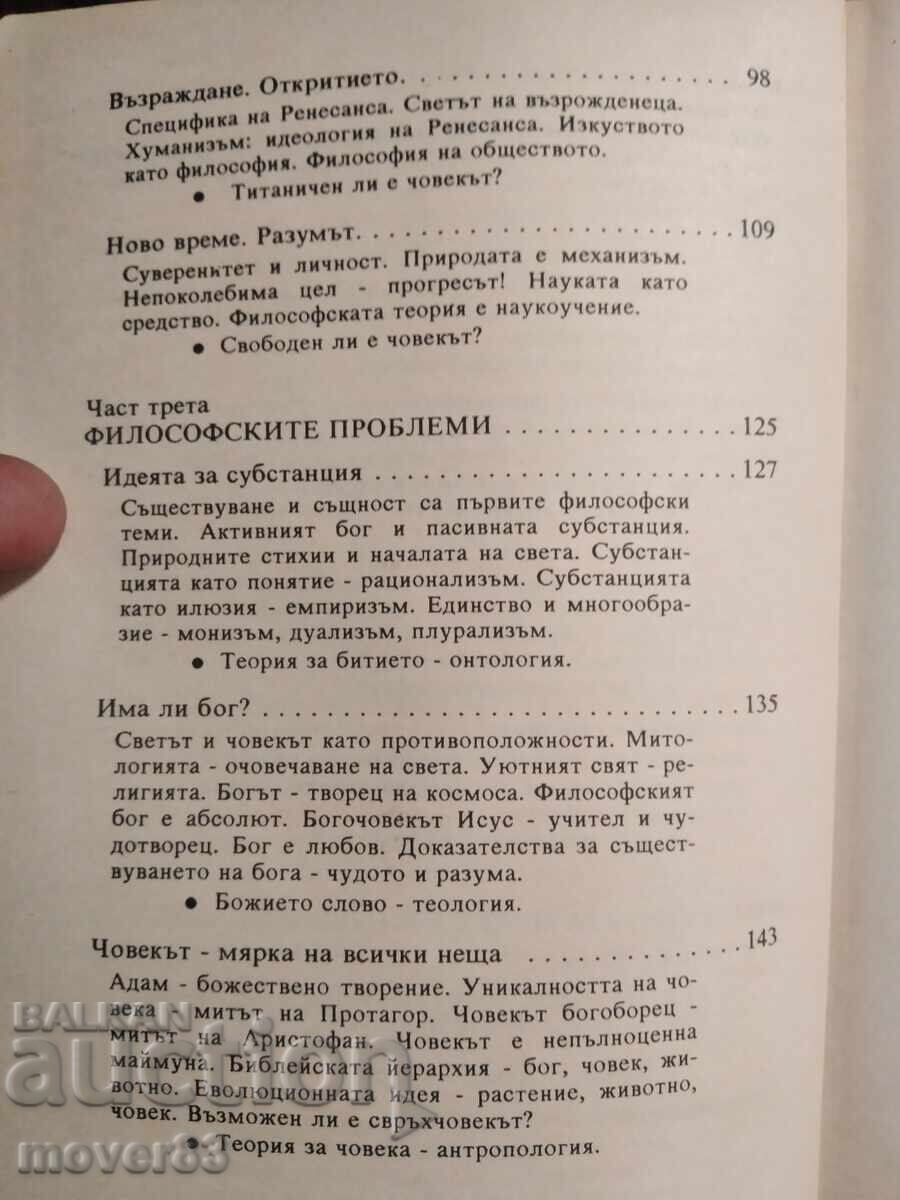 Възраждане. Откритието. . . . . . . . . . . . . . . . . . . . 98
Специфика на Ренесанса. Светът на възрожденеца.
Хуманизъм: идеология на Ренесанса. Изкуството
като философия. Философия на обществото.
● Титаничен ли е човекът?
Ново време. Разумът. . . . . . . . . . . . . . . . . . . . . . . 109
Суверенитет и личност. Природата е механизъм.
Непоколебима цел - прогресът! Науката като
средство. Философската теория е наукоучение.
● Свободен ли е човекът?
Част трета
ФИЛОСОФСКИТЕ ПРОБЛЕМИ . . . . . . . . . . . . . . 125
Идеята за субстанция . . . . . . . . . . . . . . . . . . . . . . 127
Съществуване и същност са първите философски
теми. Активният бог и пасивната субстанция.
Природните стихии и началата на света. Субстан-
цията като понятие - рационализъм. Субстанцията
като илюзия - емпиризъм. Единство и многообра-
зие - монизъм, дуализъм, плурализъм.
● Теория за битието - онтология.
Има ли бог? . . . . . . . . . . . . . . . . . . . . . . . . . . . . 135
Светът и човекът като противоположности. Мито-
логията - очовечаване на света. Уютният свят - ре-
лигията. Богът - творец на космоса. Философският
бог е абсолют. Богочовекът Исус - учител и чу-
дотворец. Бог е любов. Доказателства за същест-
вуването на бога - чудото и разума.
● Божието слово - теология.
Човекът - мярка на всички неща . . . . . . . . . . . . . 143
Адам - божествено творение. Уникалността на чо-
века - митът на Протагор. Човекът богоборец -
митът на Аристофан. Човекът е непълноценна
маймуна. Библейската йерархия - бог, човек, жи-
вотно. Еволюционната идея - растение, животно,
човек. Възможен ли е свръхчовекът?
● Теория за човека - антропология.
BALKAN
auction
mover83